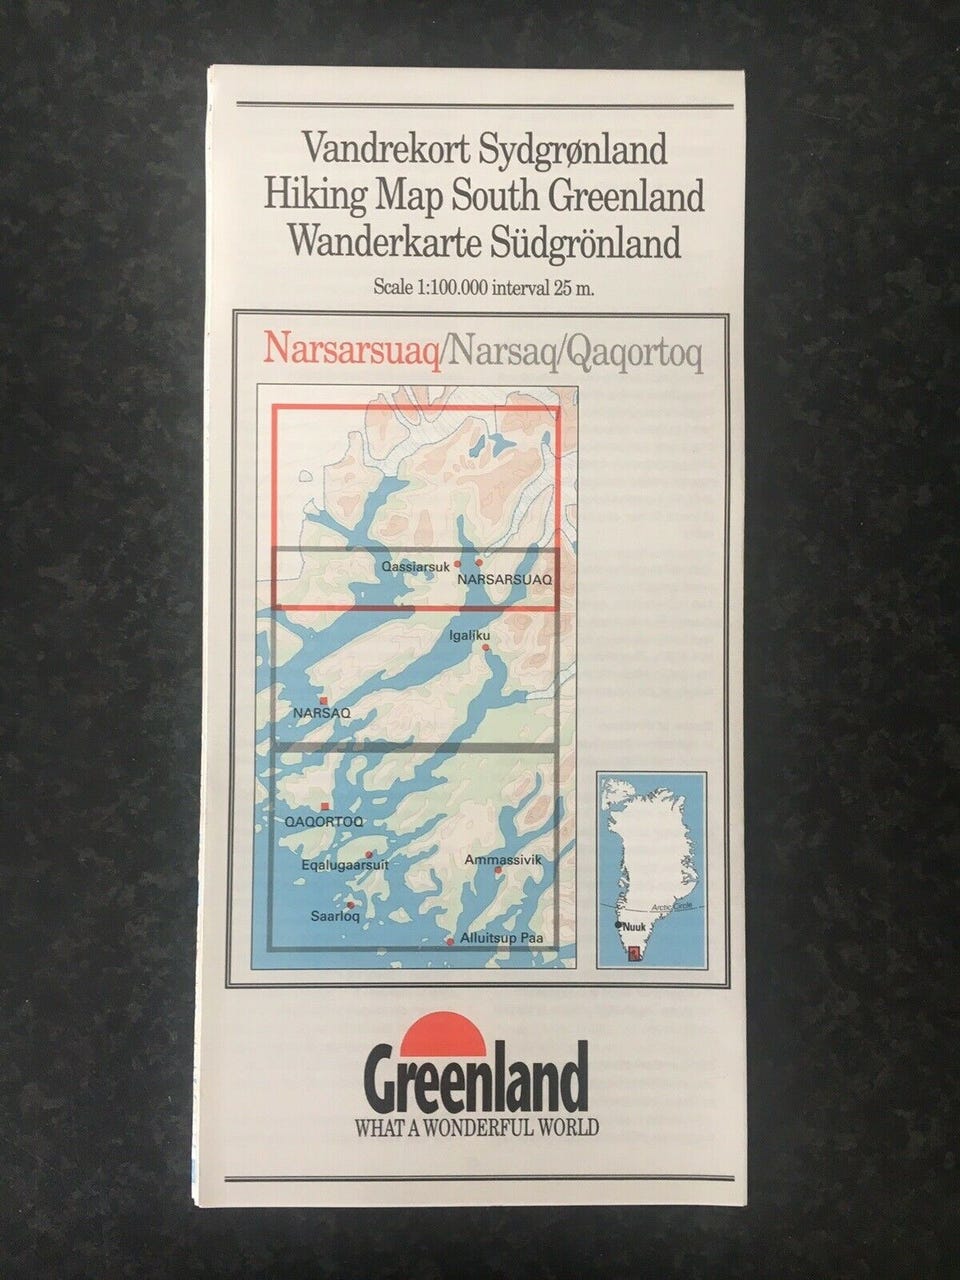 Vandrekort Sydgrønland
Hiking Map South Greenland
Wanderkarte Südgrönland
Scale 1:100.000 interval 25 m.
Narsarsuaq/Narsaq/Qaqortoq
Qassiarsuk
NARSARSUAQ
Igaliku
NARSAQ
QAQORTOQ
Eqalugaarsuit
Ammassivik
Saarloq
Alluitsup Paa
Arctic Circle
Nuuk
Greenland
WHAT A WONDERFUL WORLD